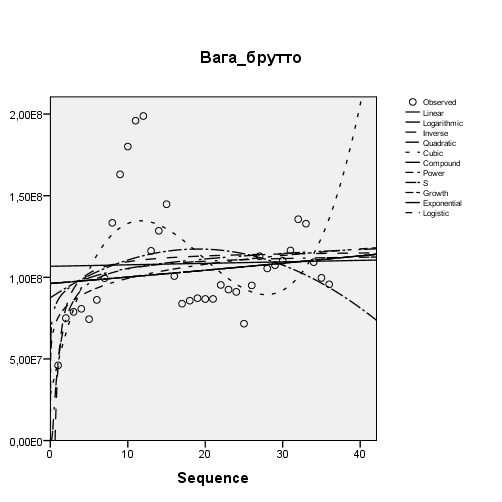 Вага_брутто
2,00E8
1,50E8
1,00E8
5,00E7
0,00E0
0
10
20
30
40
Sequence
Observed
Linear
Logarithmic
Inverse
Quadratic
Cubic
Compound
Power
S
Growth
Exponential
Logistic